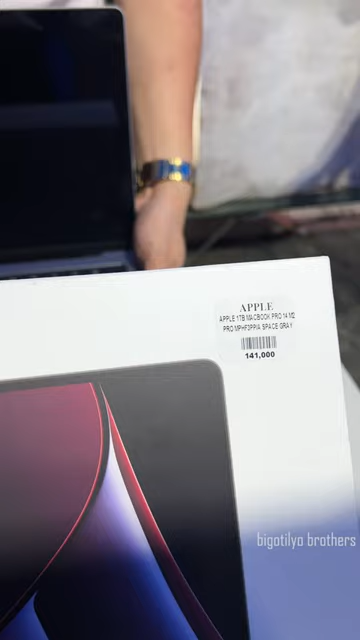 APPLE
APPLE 1TB MACBOOK PRO 14 M2
PRO MPHF3PP/A SPACE GRAY
141,000
bigotilyo brothers